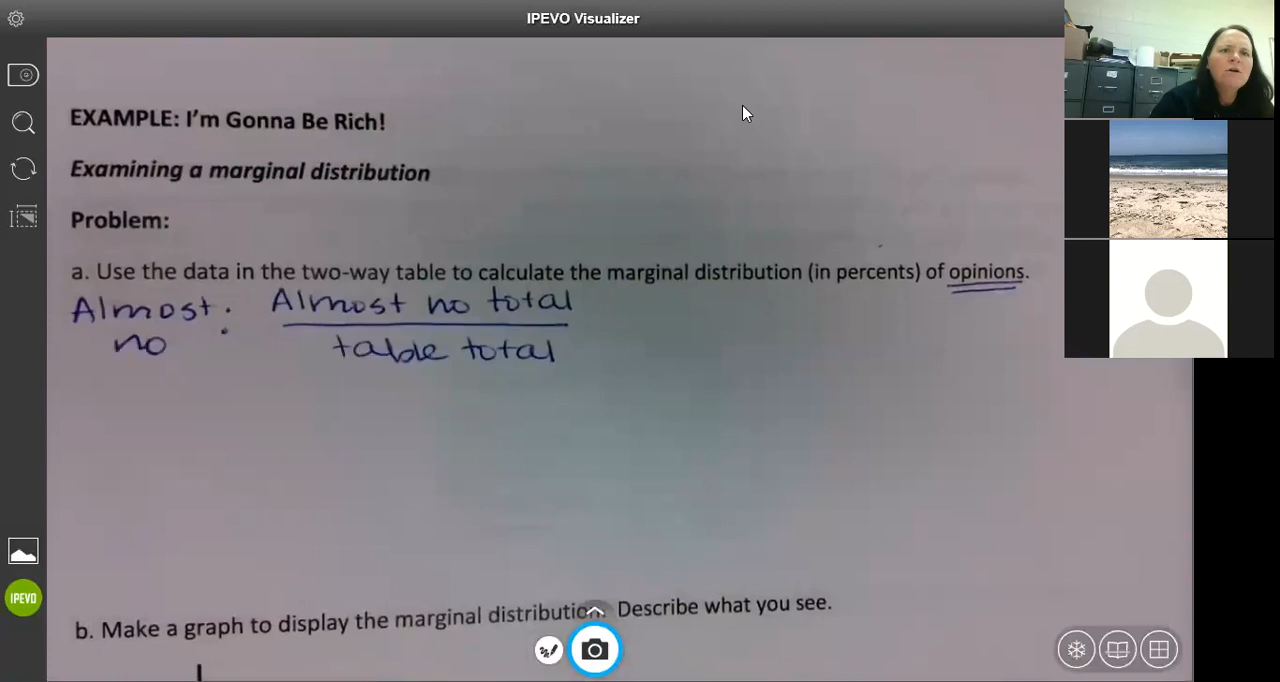 IPEVO Visualizer
EXAMPLE: I'm Gonna Be Rich!
Examining a marginal distribution
Problem:
a. Use the data in the two-way table to calculate the marginal distribution (in percents) of opinions.
Almost : Almost no total
no table total
b. Make a graph to display the marginal distribution. Describe what you see.
IPEVO